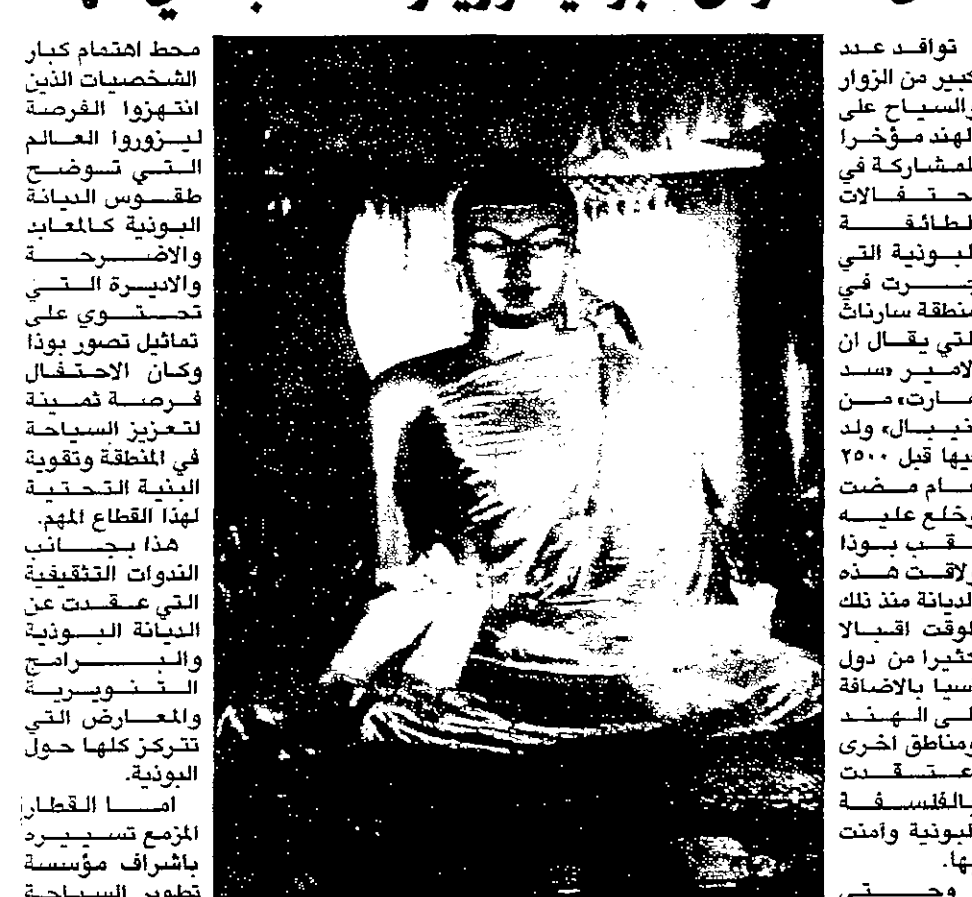 توافد عدد
كبير من الزوار
والسياح على
الهند مؤخرا
للمشاركة في
احتفالات
الطائفة
البوذية التي
جرت في
منطقة سارناث
التي يقال ان
الامير «سد
من
نيبال» ولد
فيها قبل ٢٥٠٠
عام مضت
وخلع عليه
لقب بوذا
ولاقت هذه
الديانة منذ ذلك
الوقت اقبالا
كثيرا من دول
اسيا بالاضافة
الى الهند
ومناطق اخرى
بالفلسفة
البوذية وآمنت
بها.
وحتى
محط اهتمام كبار
الشخصيات الذين
انتهزوا الفرصة
ليزوروا العالم
التي توضح
طقوس الديانة
البوذية كالمعابد
والاضرحة
والاديرة التي
تحتوي على
تماثيل تصور بوذا
وكان الاحتفال
فرصة ثمينة
لتعزيز السياحة
في المنطقة وتقوية
البنية التحتية
لهذا القطاع المهم.
هذا بجانب
الندوات التثقيفية
التي عقدت عن
الديانة البوذية
والبرامج
التنويرية
والمعارض التي
تتركز كلها حول
البوذية.
اما القطار
المزمع تسييره
باشراف مؤسسة
تطوير السياحة